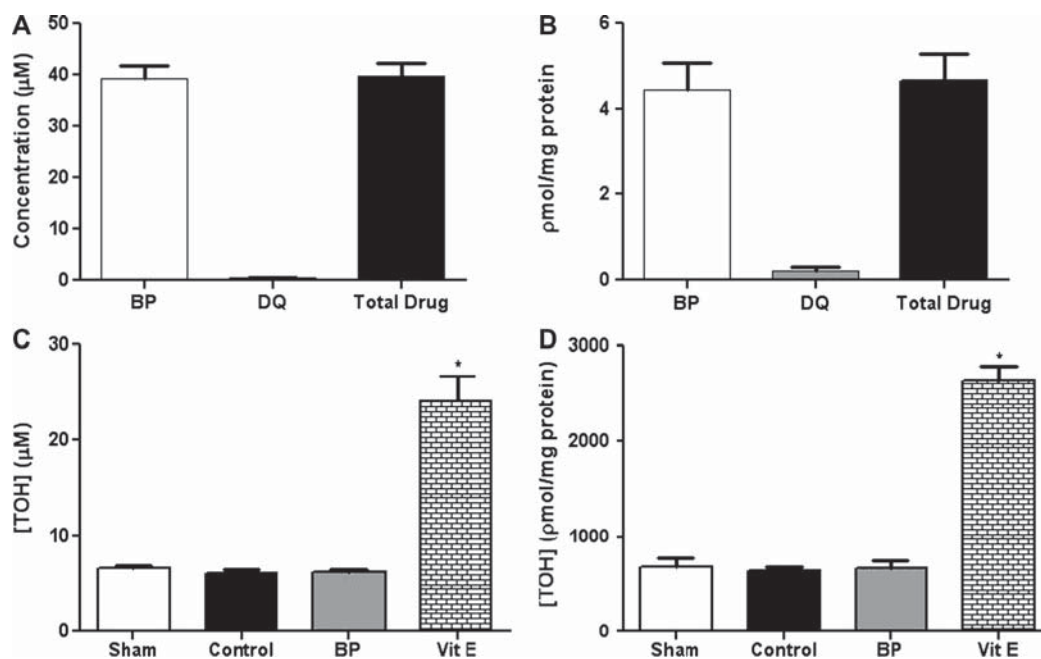 A
Concentration (µM)
50
40
30
20
10
0
BP DQ Total Drug
B
ρmol/mg protein
6
4
2
0
BP DQ Total Drug
C
[TOH] (µM)
30
20
10
0
*
Sham Control BP Vit E
D
[TOH] (ρmol/mg protein)
3000
2000
1000
0
*
Sham Control BP Vit E